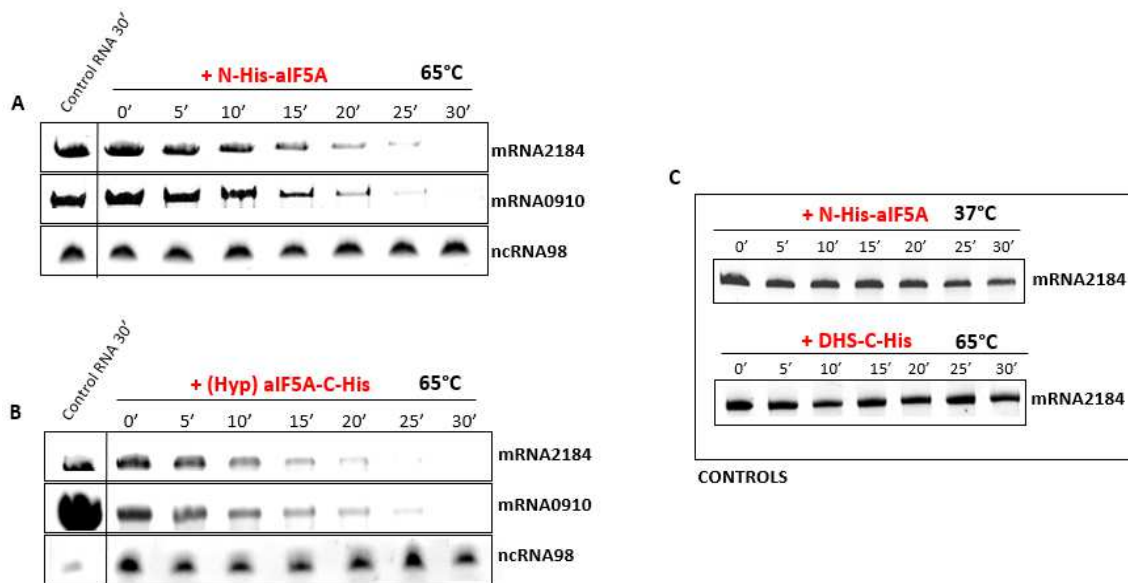 A
Control RNA 30′
+ N-His-aIF5A 65°C
0′ 5′ 10′ 15′ 20′ 25′ 30′
mRNA2184
mRNA0910
ncRNA98
B
Control RNA 30′
+ (Hyp) aIF5A-C-His 65°C
0′ 5′ 10′ 15′ 20′ 25′ 30′
mRNA2184
mRNA0910
ncRNA98
C
+ N-His-aIF5A 37°C
0′ 5′ 10′ 15′ 20′ 25′ 30′
mRNA2184
+ DHS-C-His 65°C
0′ 5′ 10′ 15′ 20′ 25′ 30′
mRNA2184
CONTROLS